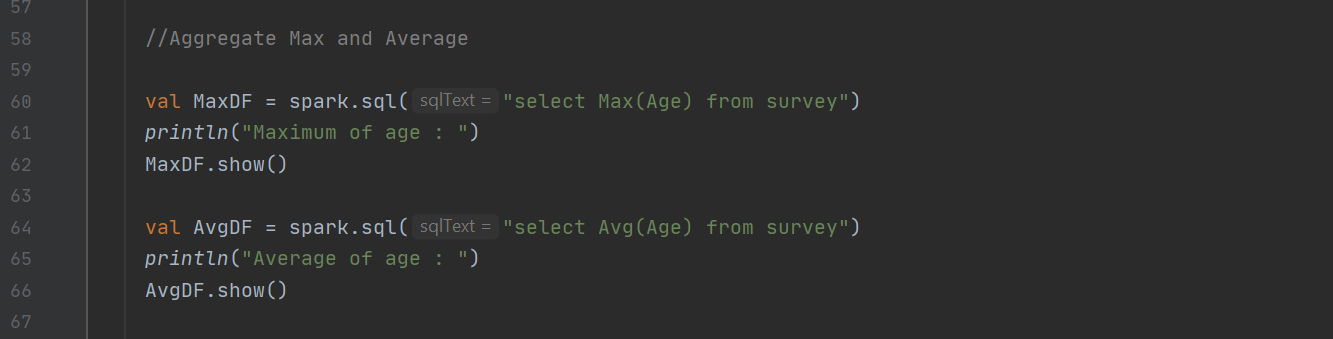 57
58 //Aggregate Max and Average
59
60 val MaxDF = spark.sql( sqlText = "select Max(Age) from survey")
61 println("Maximum of age : ")
62 MaxDF.show()
63
64 val AvgDF = spark.sql( sqlText = "select Avg(Age) from survey")
65 println("Average of age : ")
66 AvgDF.show()
67